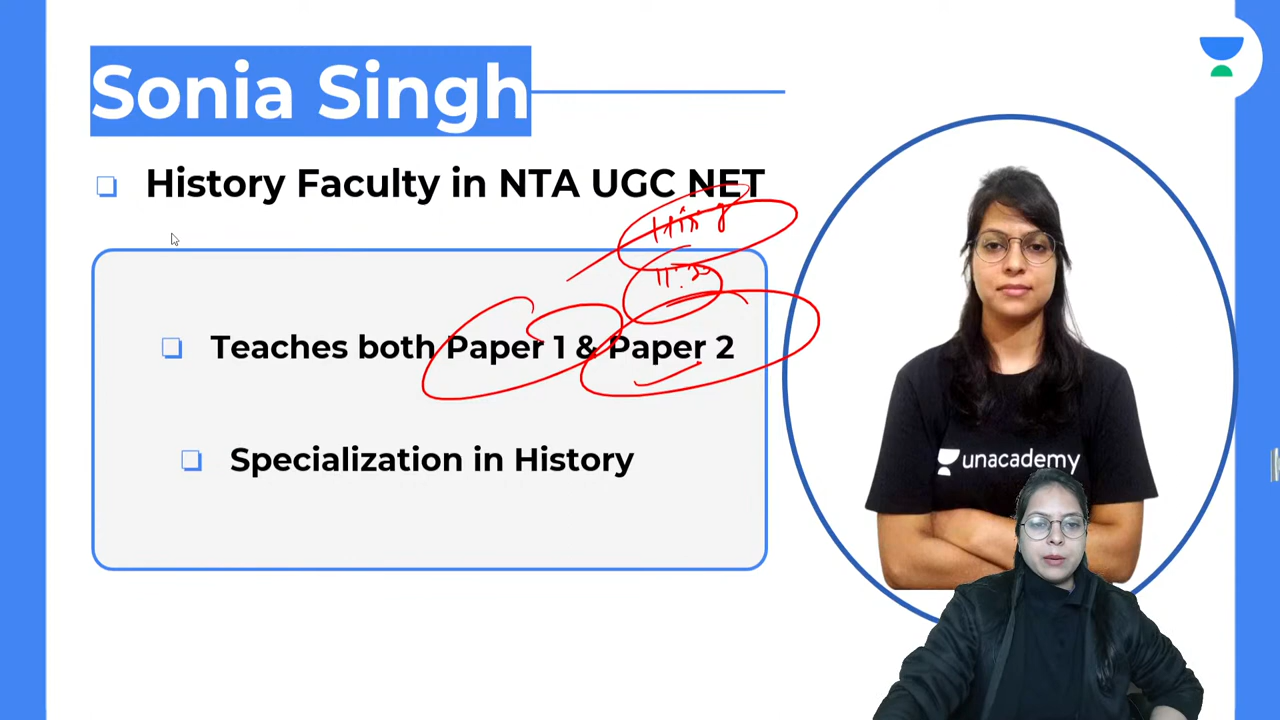 Sonia Singh
History Faculty in NTA UGC NET
Teaches both Paper 1 & Paper 2
Specialization in History
unacademy